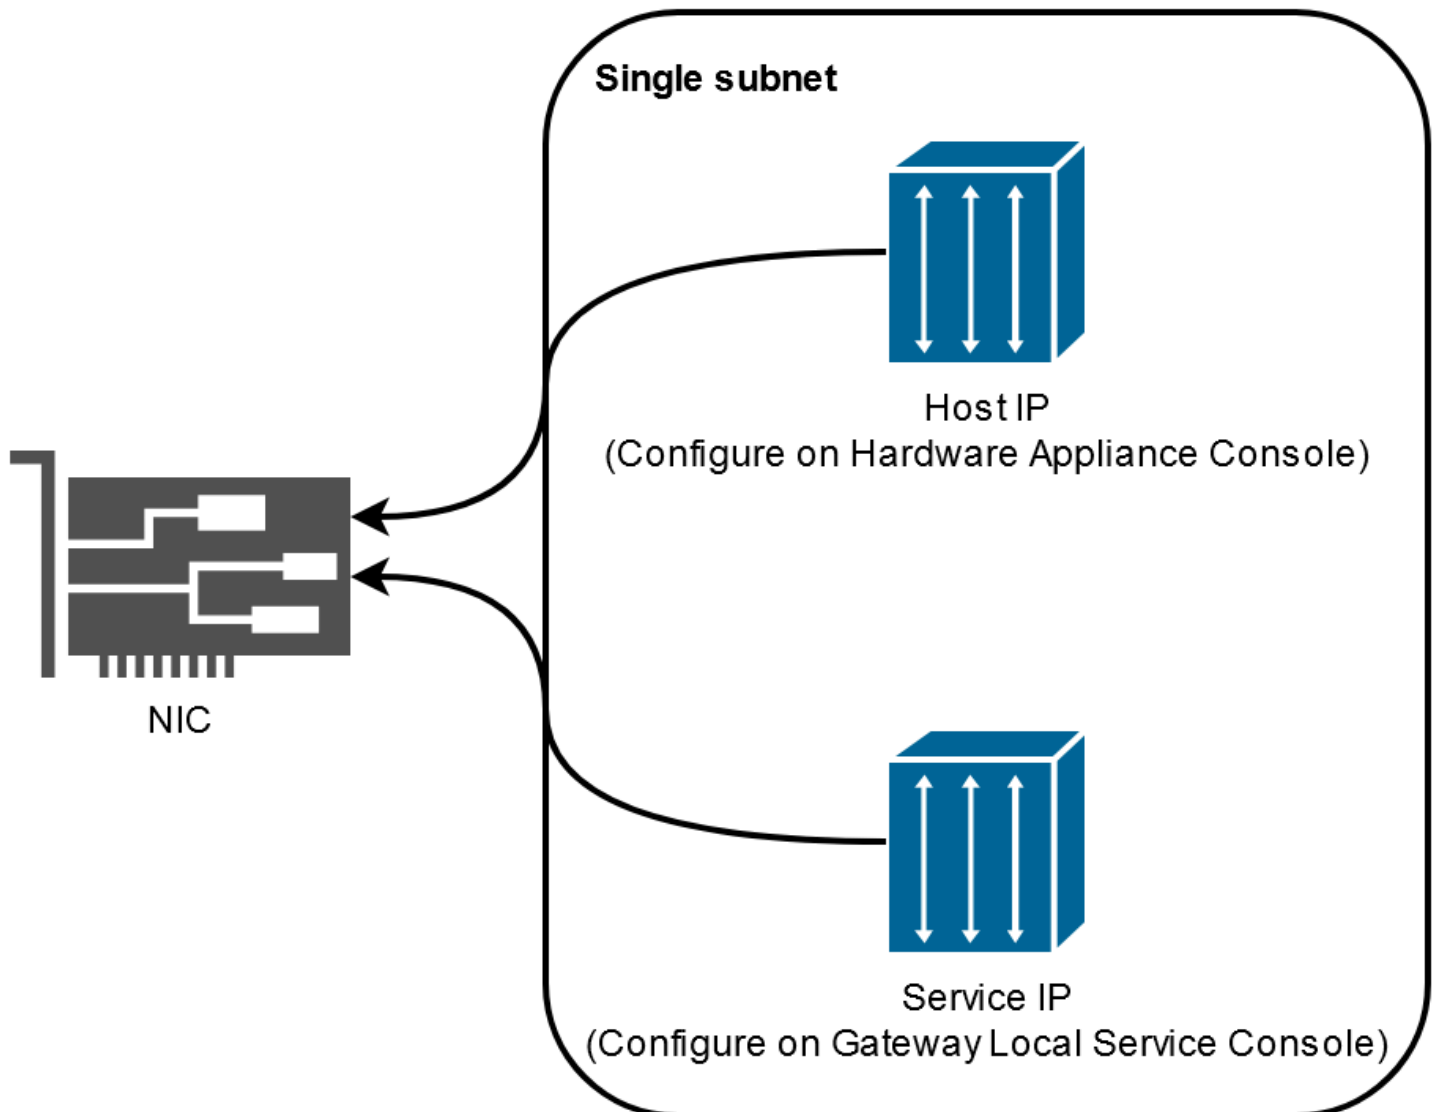 Single subnet
Host IP
(Configure on Hardware Appliance Console)
NIC
Service IP
(Configure on Gateway Local Service Console)